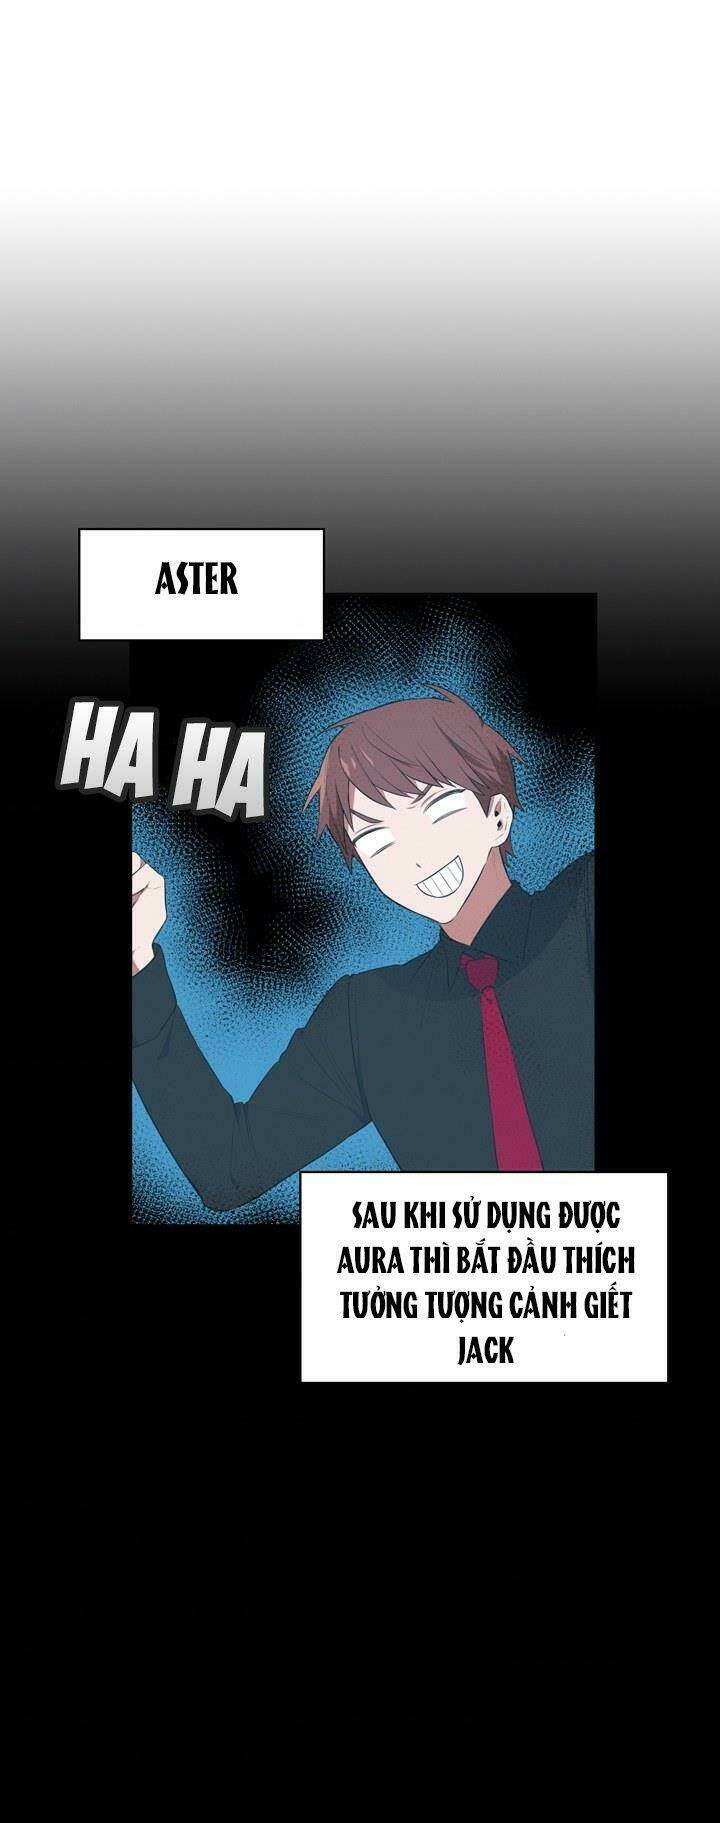 ASTER
HA HA
SAU KHI SỬ DỤNG ĐƯỢC
AURA THÌ BẮT ĐẦU THÍCH
TƯỞNG TƯỢNG CẢNH GIẾT
JACK